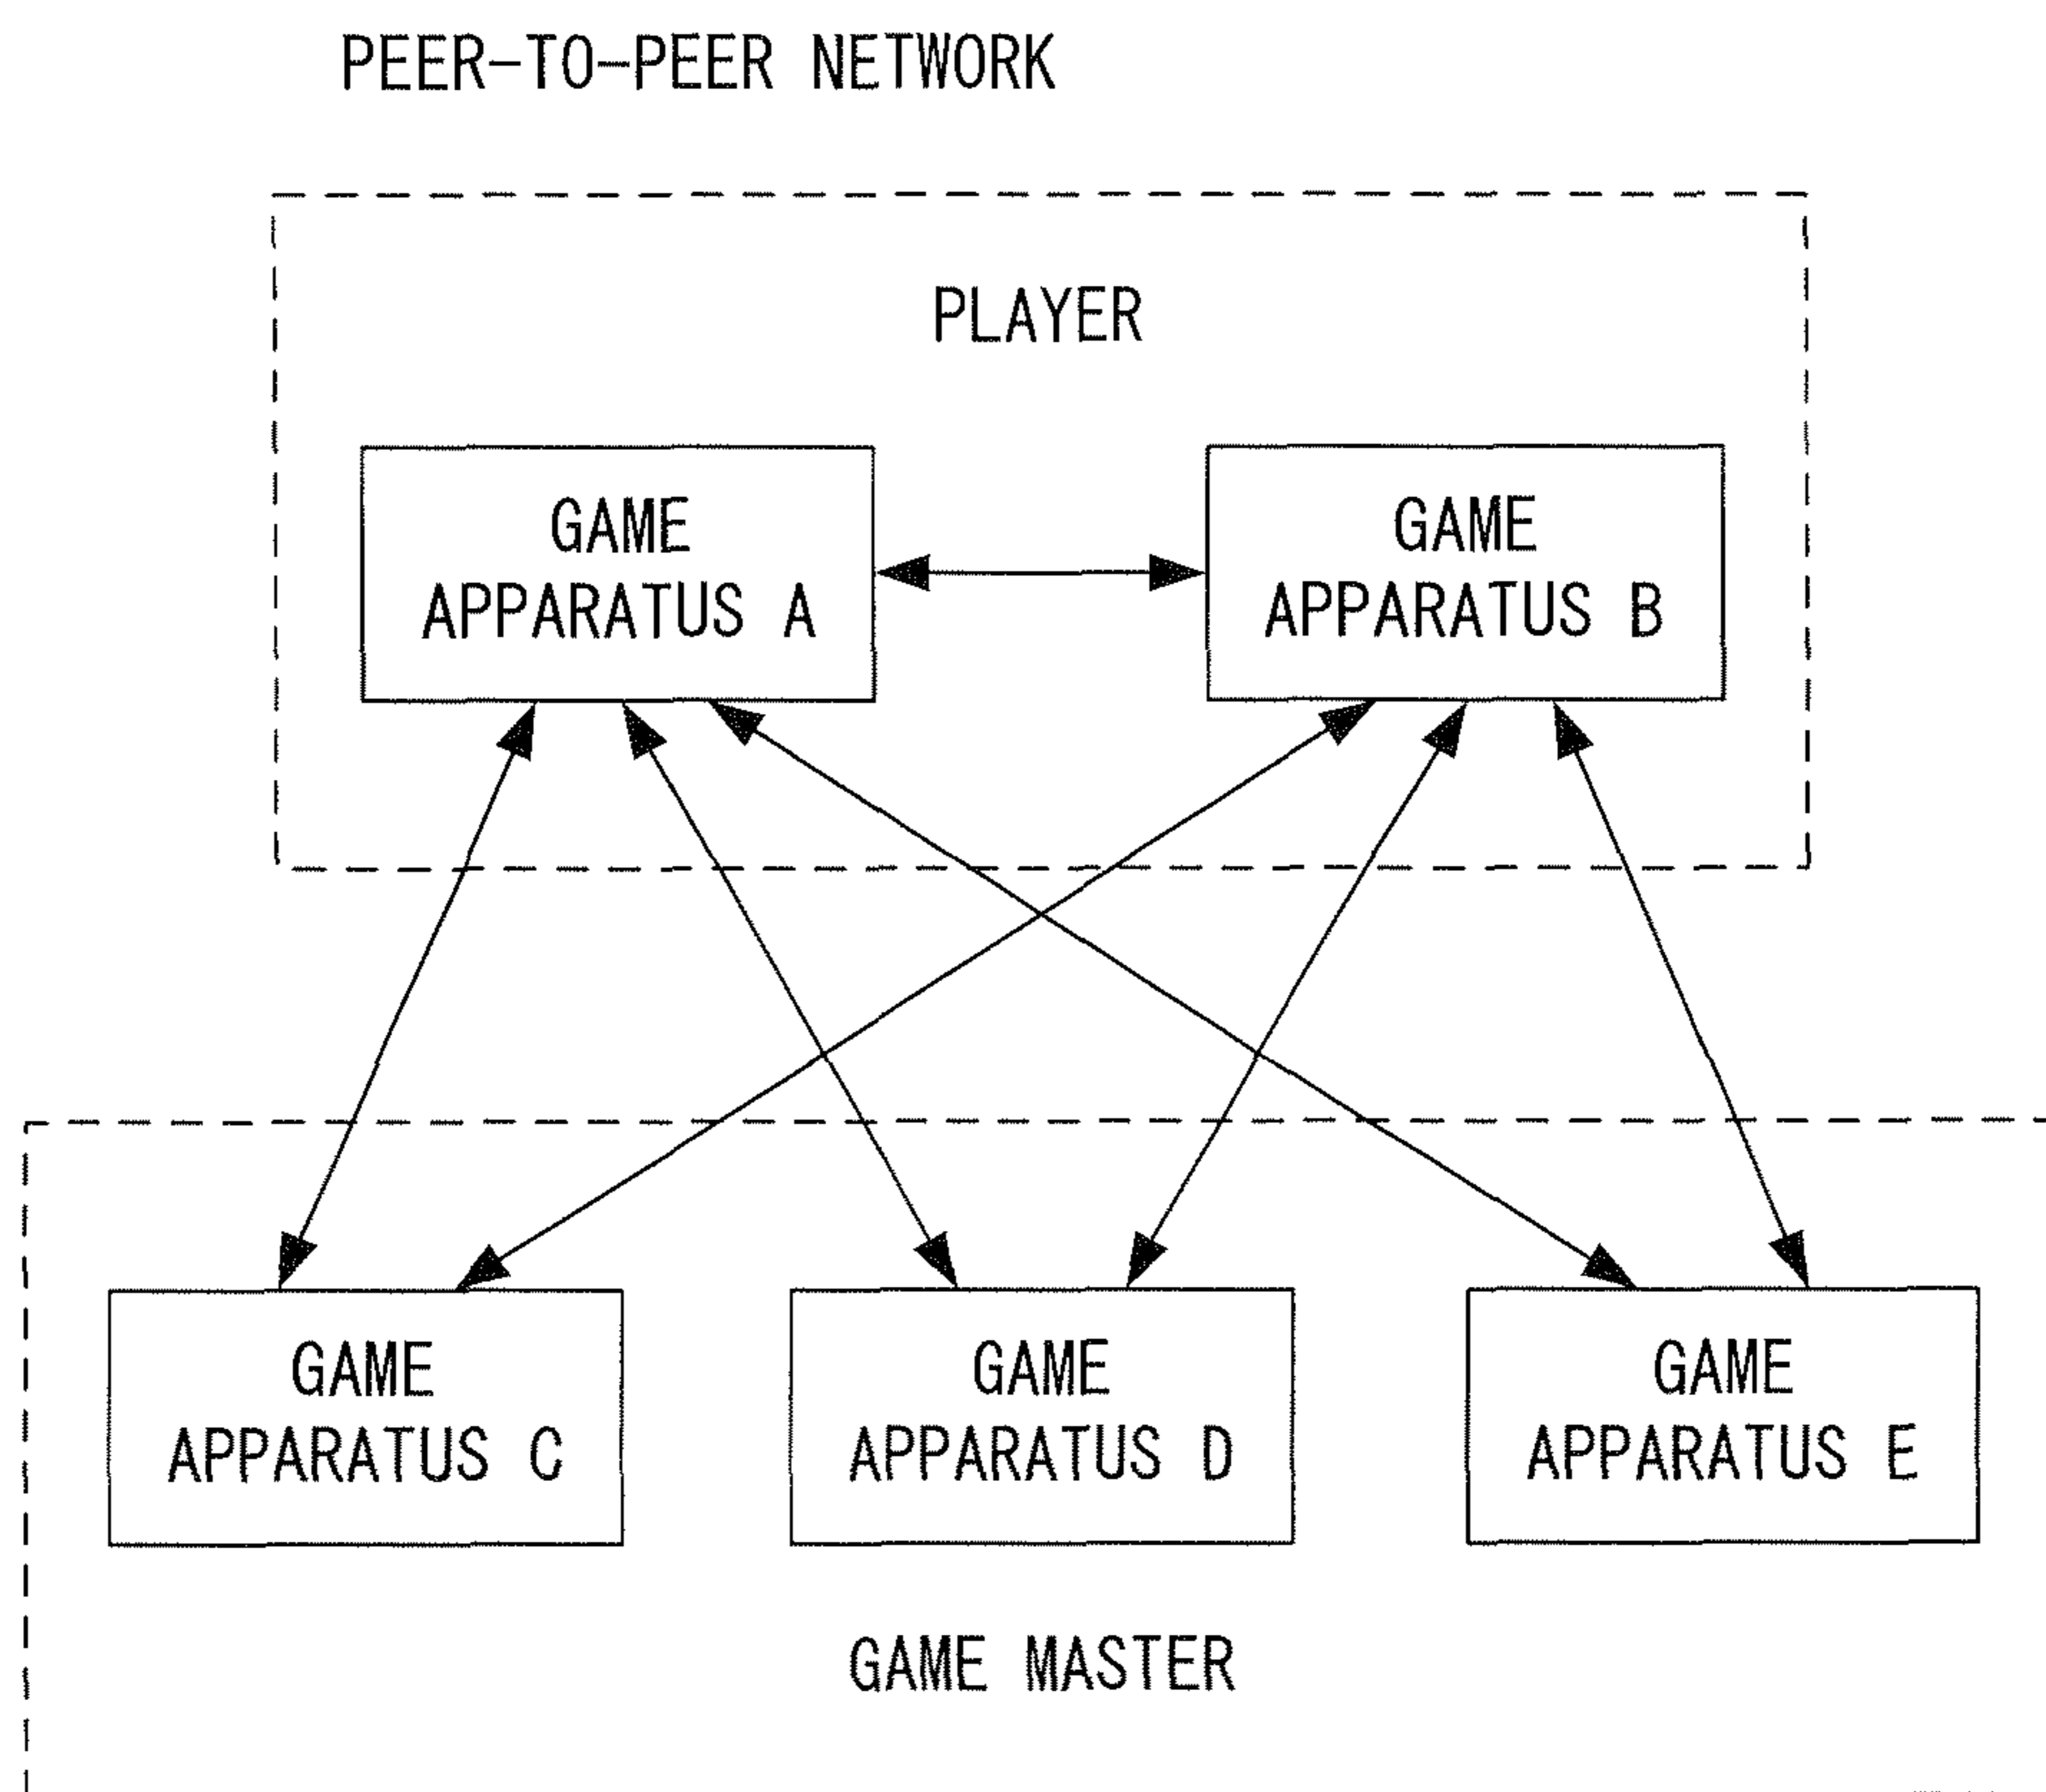 PEER-TO-PEER NETWORK
PLAYER
GAME
APPARATUS A
GAME
APPARATUS B
GAME
APPARATUS C
GAME
APPARATUS D
GAME
APPARATUS E
GAME MASTER